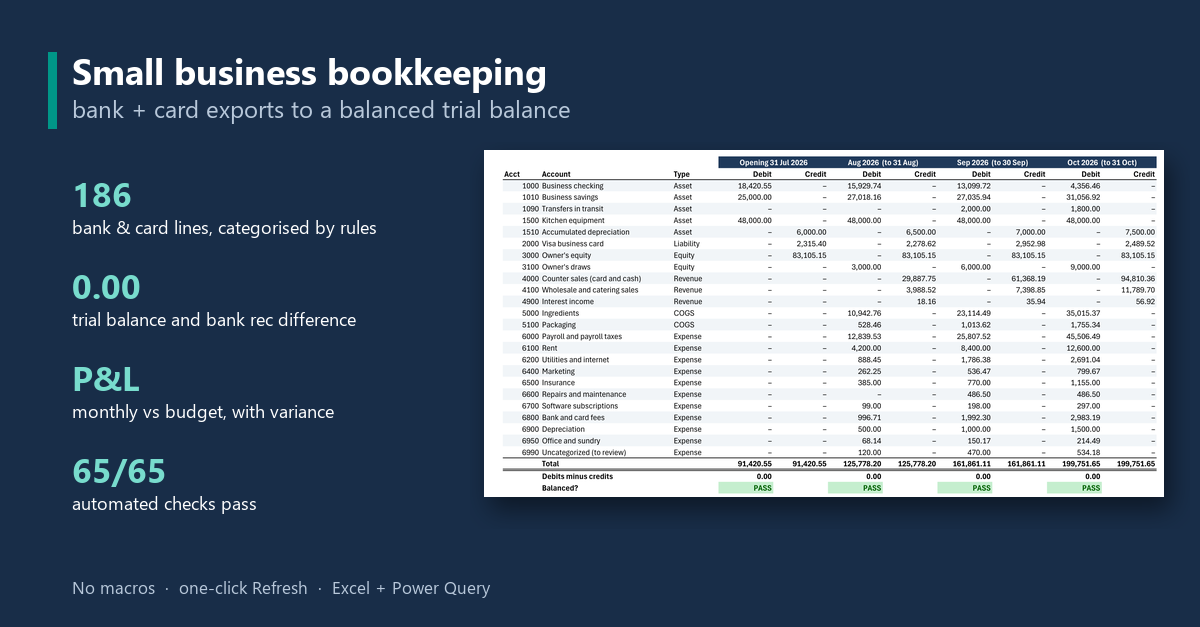 Small business bookkeeping
bank + card exports to a balanced trial balance
186
bank & card lines, categorised by rules
0.00
trial balance and bank rec difference
P&L
monthly vs budget, with variance
65/65
automated checks pass
Opening 31 Jul 2026 Aug 2026 (to 31 Aug) Sep 2026 (to 30 Sep) Oct 2026 (to 31 Oct)
Acct Account Type Debit Credit Debit Credit Debit Credit Debit Credit
1000 Business checking Asset 18,420.55 – 15,929.74 – 13,099.72 – 4,356.46 –
1010 Business savings Asset 25,000.00 – 27,018.16 – 27,035.94 – 31,056.92 –
1090 Transfers in transit Asset – – – – 2,000.00 – 1,800.00 –
1500 Kitchen equipment Asset 48,000.00 – 48,000.00 – 48,000.00 – 48,000.00 –
1510 Accumulated depreciation Asset – 6,000.00 – 6,500.00 – 7,000.00 – 7,500.00
2000 Visa business card Liability – 2,315.40 – 2,278.62 – 2,952.98 – 2,489.52
3000 Owner's equity Equity – 83,105.15 – 83,105.15 – 83,105.15 – 83,105.15
3100 Owner's draws Equity – – 3,000.00 – 6,000.00 – 9,000.00 –
4000 Counter sales (card and cash) Revenue – – – 29,887.75 – 61,368.19 – 94,810.36
4100 Wholesale and catering sales Revenue – – – 3,988.52 – 7,398.85 – 11,789.70
4900 Interest income Revenue – – – 18.16 – 35.94 – 56.92
5000 Ingredients COGS – – 10,942.76 – 23,114.49 – 35,015.37 –
5100 Packaging COGS – – 528.46 – 1,013.62 – 1,755.34 –
6000 Payroll and payroll taxes Expense – – 12,839.53 – 25,807.52 – 45,506.49 –
6100 Rent Expense – – 4,200.00 – 8,400.00 – 12,600.00 –
6200 Utilities and internet Expense – – 888.45 – 1,786.38 – 2,691.04 –
6400 Marketing Expense – – 262.25 – 536.47 – 799.67 –
6500 Insurance Expense – – 385.00 – 770.00 – 1,155.00 –
6600 Repairs and maintenance Expense – – – – 486.50 – 486.50 –
6700 Software subscriptions Expense – – 99.00 – 198.00 – 297.00 –
6800 Bank and card fees Expense – – 996.71 – 1,992.30 – 2,983.19 –
6900 Depreciation Expense – – 500.00 – 1,000.00 – 1,500.00 –
6950 Office and sundry Expense – – 68.14 – 150.17 – 214.49 –
6990 Uncategorized (to review) Expense – – 120.00 – 470.00 – 534.18 –
Total 91,420.55 91,420.55 125,778.20 125,778.20 161,861.11 161,861.11 199,751.65 199,751.65
Debits minus credits 0.00 0.00 0.00 0.00
Balanced? PASS PASS PASS PASS
No macros · one-click Refresh · Excel + Power Query